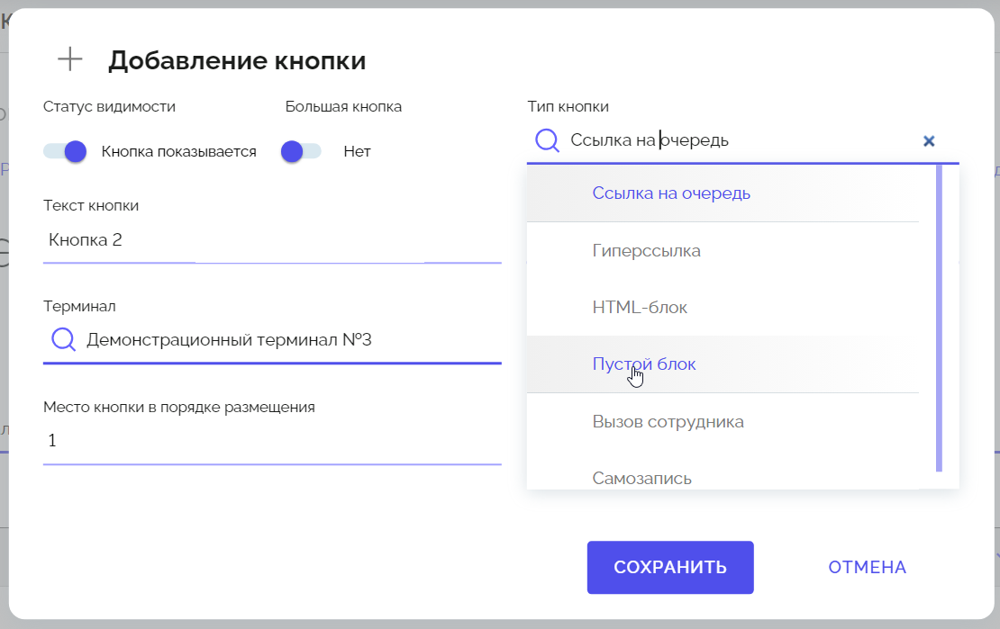 Добавление кнопки
Статус видимости
Большая кнопка
Кнопка показывается
Нет
Текст кнопки
Кнопка 2
Терминал
Демонстрационный терминал №3
Место кнопки в порядке размещения
1
Тип кнопки
Ссылка на очередь
Ссылка на очередь
Гиперссылка
HTML-блок
Пустой блок
Вызов сотрудника
Самозапись
СОХРАНИТЬ
ОТМЕНА